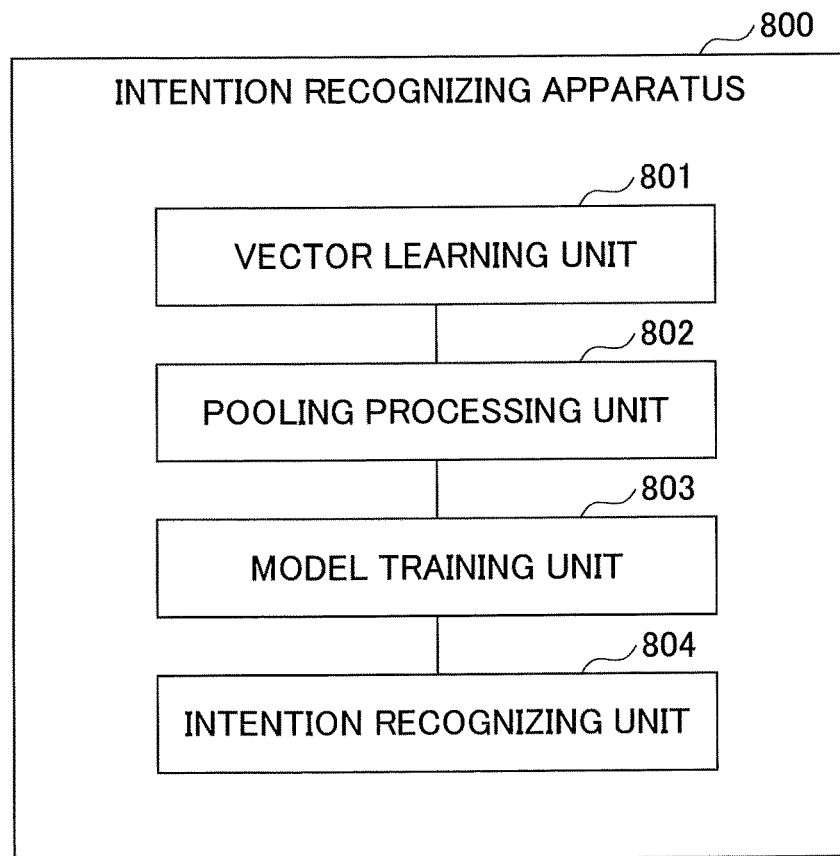 800
INTENTION RECOGNIZING APPARATUS
801
VECTOR LEARNING UNIT
802
POOLING PROCESSING UNIT
803
MODEL TRAINING UNIT
804
INTENTION RECOGNIZING UNIT